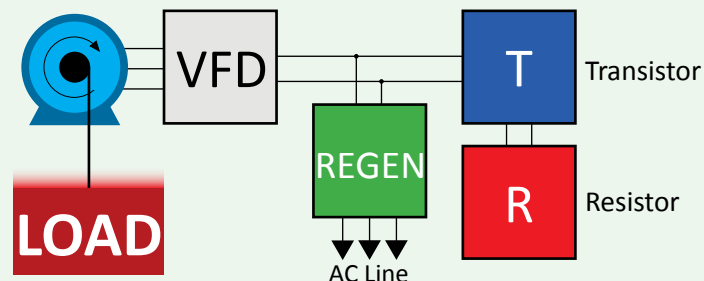 VFD
T
Transistor
REGEN
R
Resistor
LOAD
AC Line